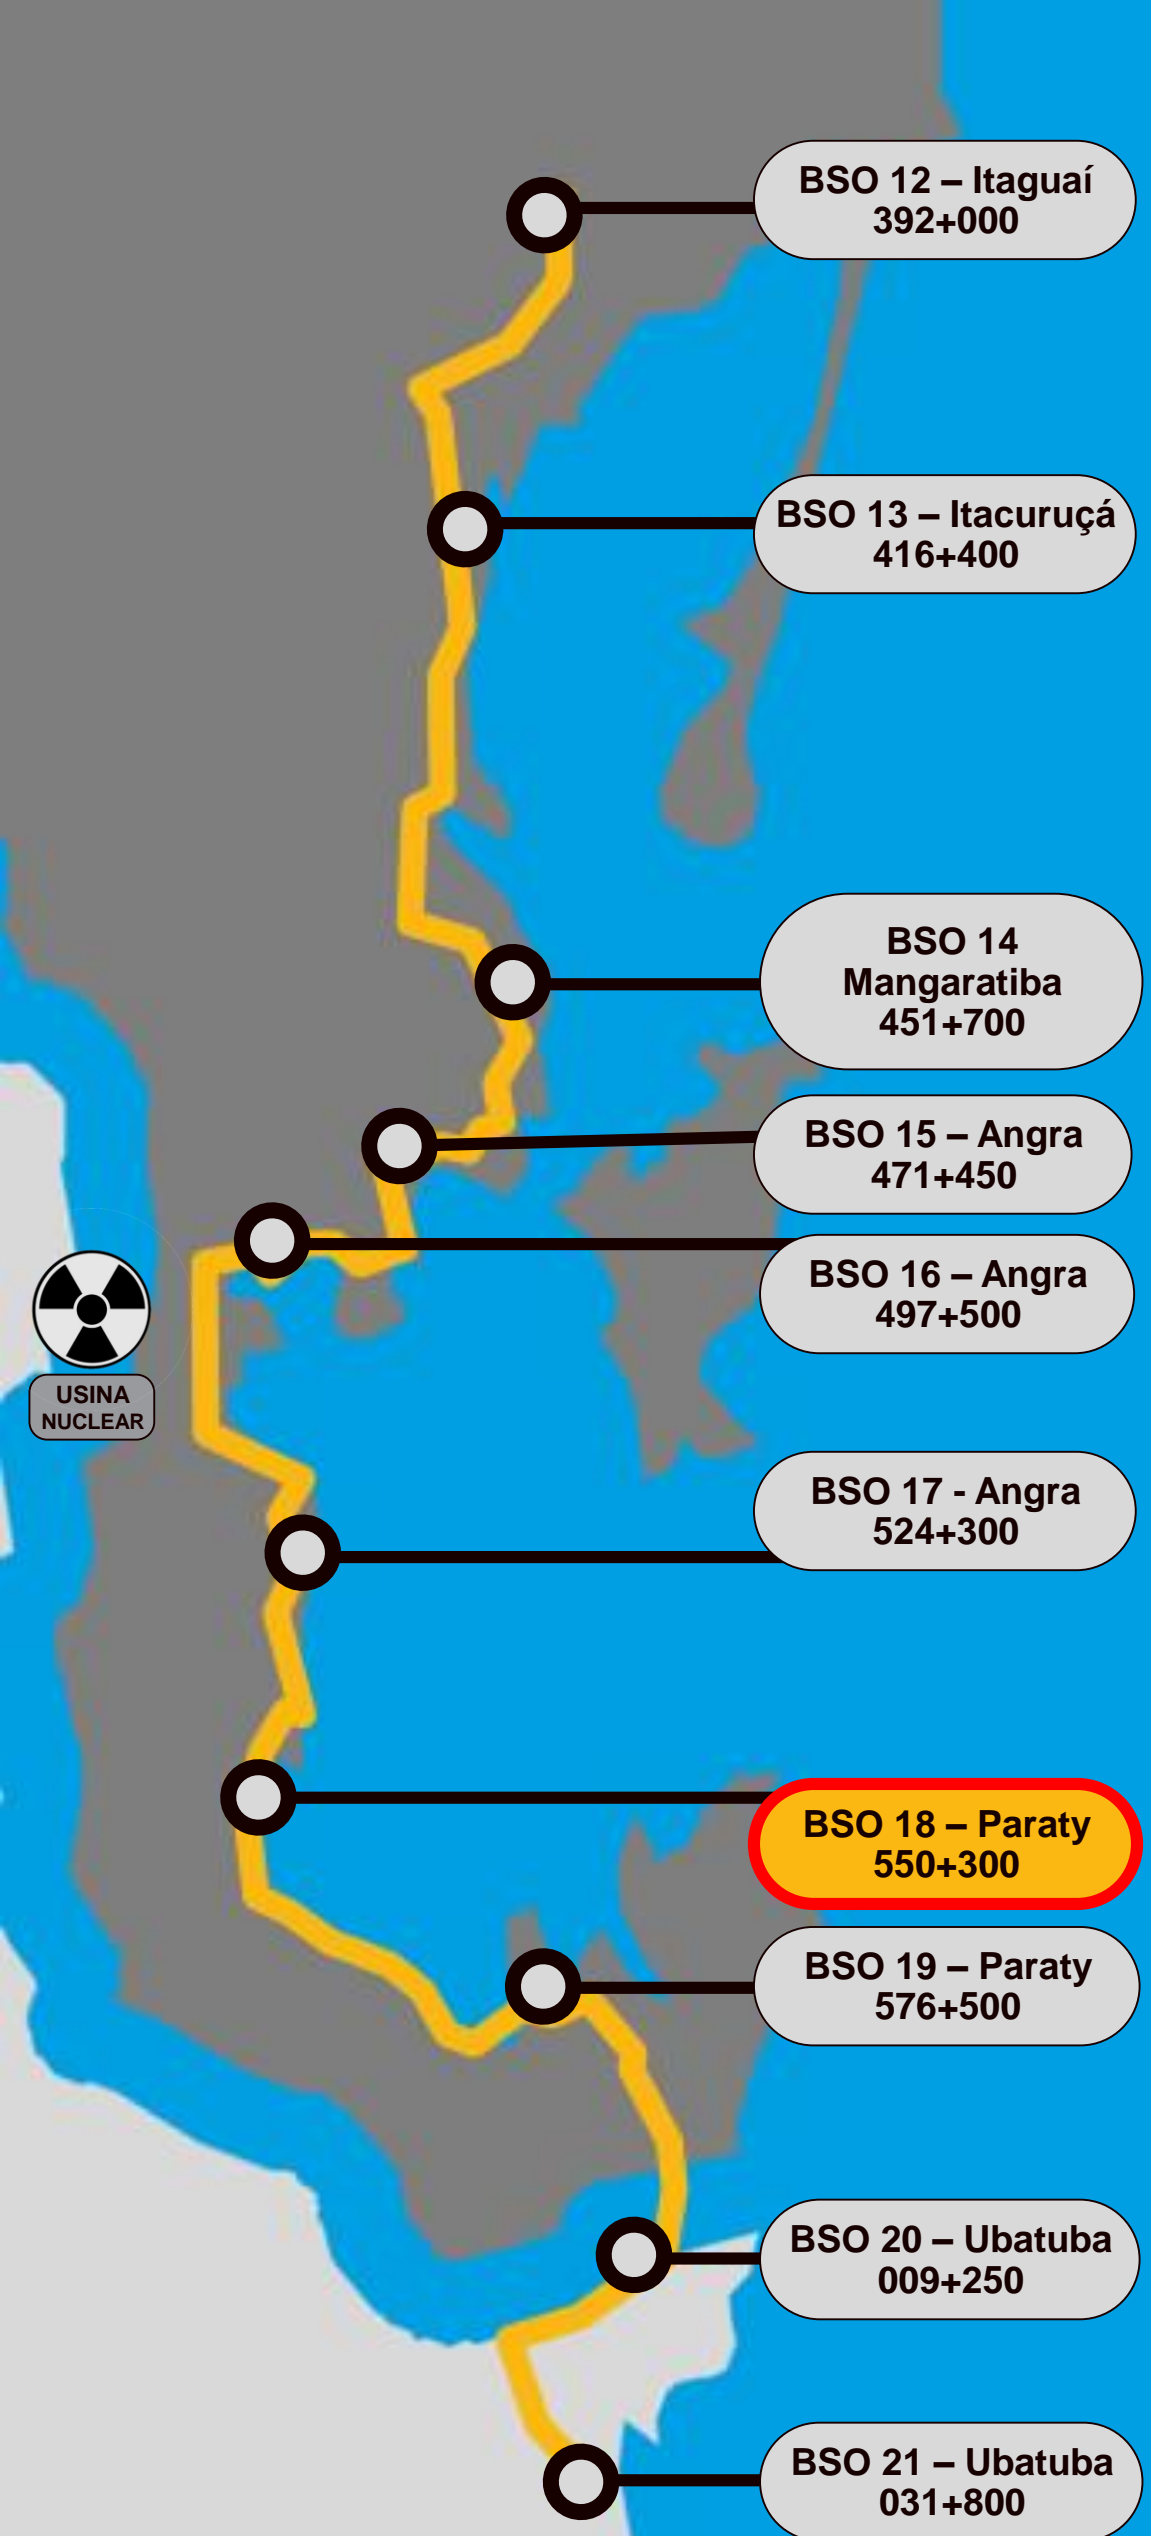 BSO 12 – Itaguaí
392+000
BSO 13 – Itacuruçá
416+400
BSO 14
Mangaratiba
451+700
BSO 15 – Angra
471+450
BSO 16 – Angra
497+500
USINA
NUCLEAR
BSO 17 - Angra
524+300
BSO 18 – Paraty
550+300
BSO 19 – Paraty
576+500
BSO 20 – Ubatuba
009+250
BSO 21 – Ubatuba
031+800